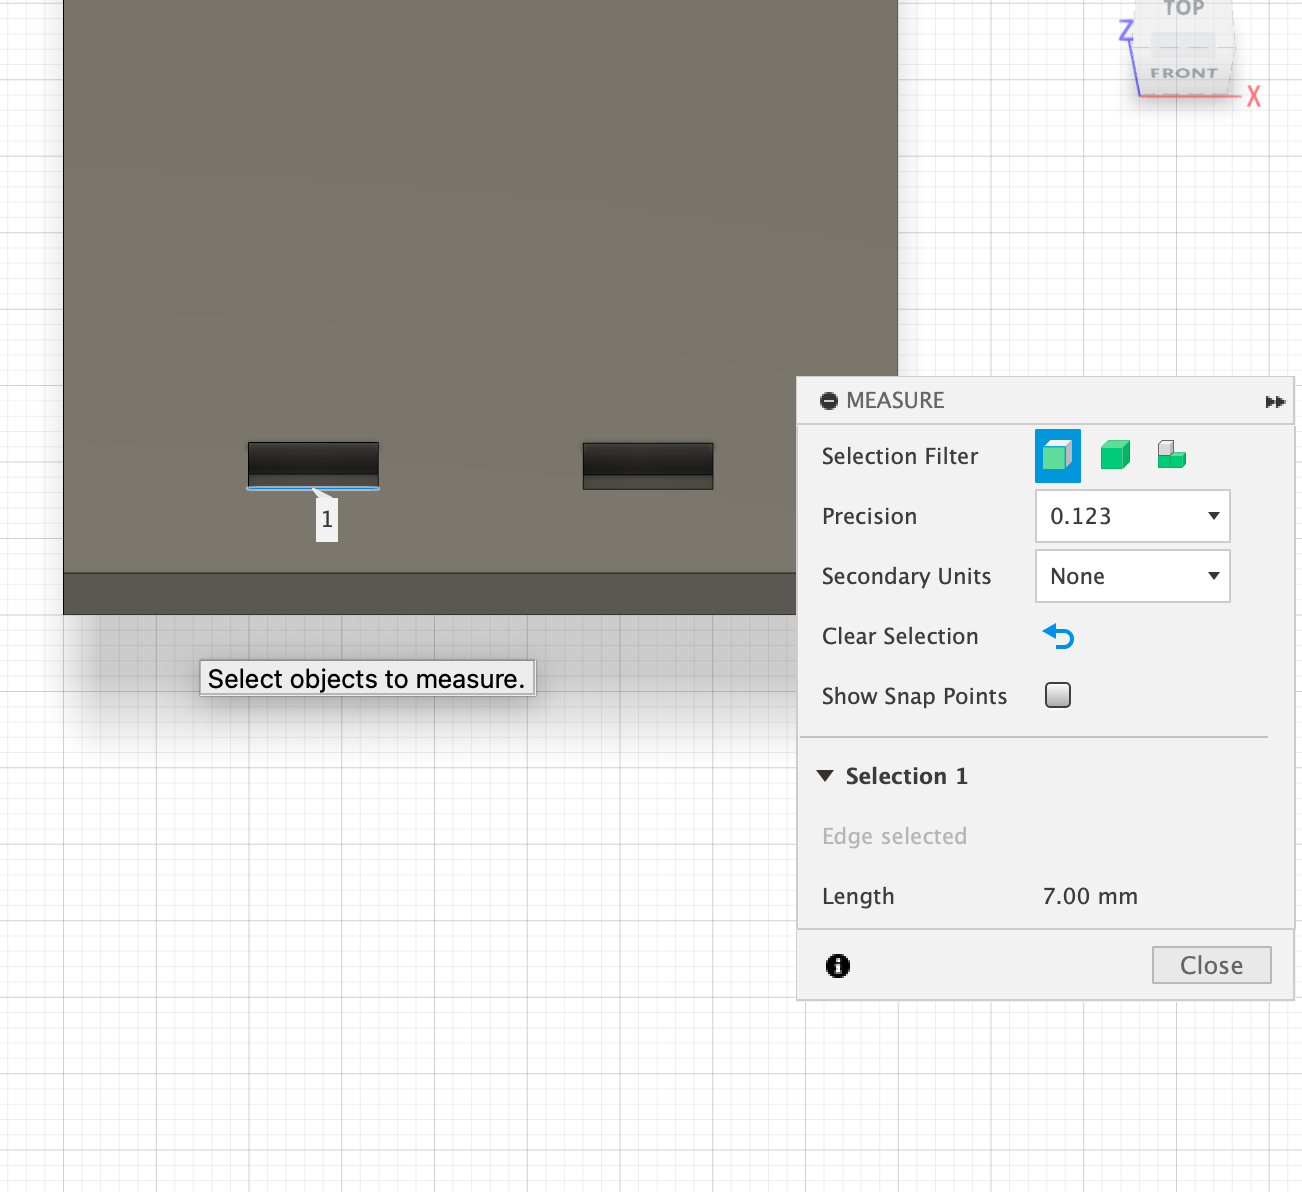 TOP
Z
FRONT
X
MEASURE
Selection Filter
Precision 0.123
1
Secondary Units None
Clear Selection
Select objects to measure.
Show Snap Points
Selection 1
Edge selected
Length 7.00 mm
Close